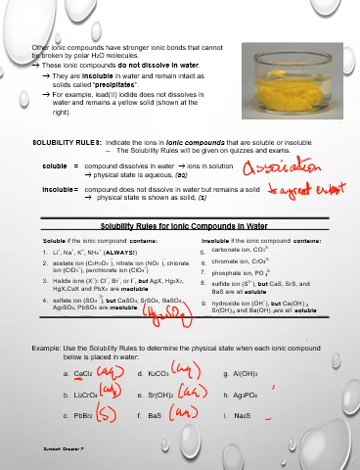 Other ionic compounds have stronger ionic bonds that cannot
be broken by polar H₂O molecules.
→ These ionic compounds do not dissolve in water.
→ They are insoluble in water and remain intact as
solids called "precipitates".
→ For example, lead(II) iodide does not dissolves in
water and remains a yellow solid (shown at the
right).
SOLUBILITY RULES: Indicate the ions in ionic compounds that are soluble or insoluble
– The Solubility Rules will be given on quizzes and exams.
soluble = compound dissolves in water → ions in solution
→ physical state is aqueous, (aq)
insoluble = compound does not dissolve in water but remains a solid
→ physical state is shown as solid, (s)
to a great extent
Solubility Rules for Ionic Compounds in Water
Soluble if the ionic compound contains:
1. Li⁺, Na⁺, K⁺, NH₄⁺ (ALWAYS!)
2. acetate ion (C₂H₃O₂⁻), nitrate ion (NO₃⁻), chlorate
ion (ClO₃⁻), perchlorate ion (ClO₄⁻)
3. Halide ions (X⁻): Cl⁻, Br⁻, or I⁻, but AgX, Hg₂X₂,
HgX, CuX and PbX₂ are insoluble
4. sulfate ion (SO₄²⁻), but CaSO₄, SrSO₄, BaSO₄,
Ag₂SO₄, PbSO₄ are insoluble
Insoluble if the ionic compound contains:
5. carbonate ion, CO₃²⁻
6. chromate ion, CrO₄²⁻
7. phosphate ion, PO₄³⁻
8. sulfide ion (S²⁻), but CaS, SrS, and
BaS are all soluble
9. hydroxide ion (OH⁻), but Ca(OH)₂,
Sr(OH)₂, and Ba(OH)₂ are all soluble
Example: Use the Solubility Rules to determine the physical state when each ionic compound
below is placed in water:
a. CaCl₂ (aq) d. K₂CO₃ (aq) g. Al(OH)₃
b. Li₂CrO₄ (aq) e. Sr(OH)₂ (aq) h. Ag₃PO₄
c. PbBr₂ (s) f. BaS (aq) i. Na₂S